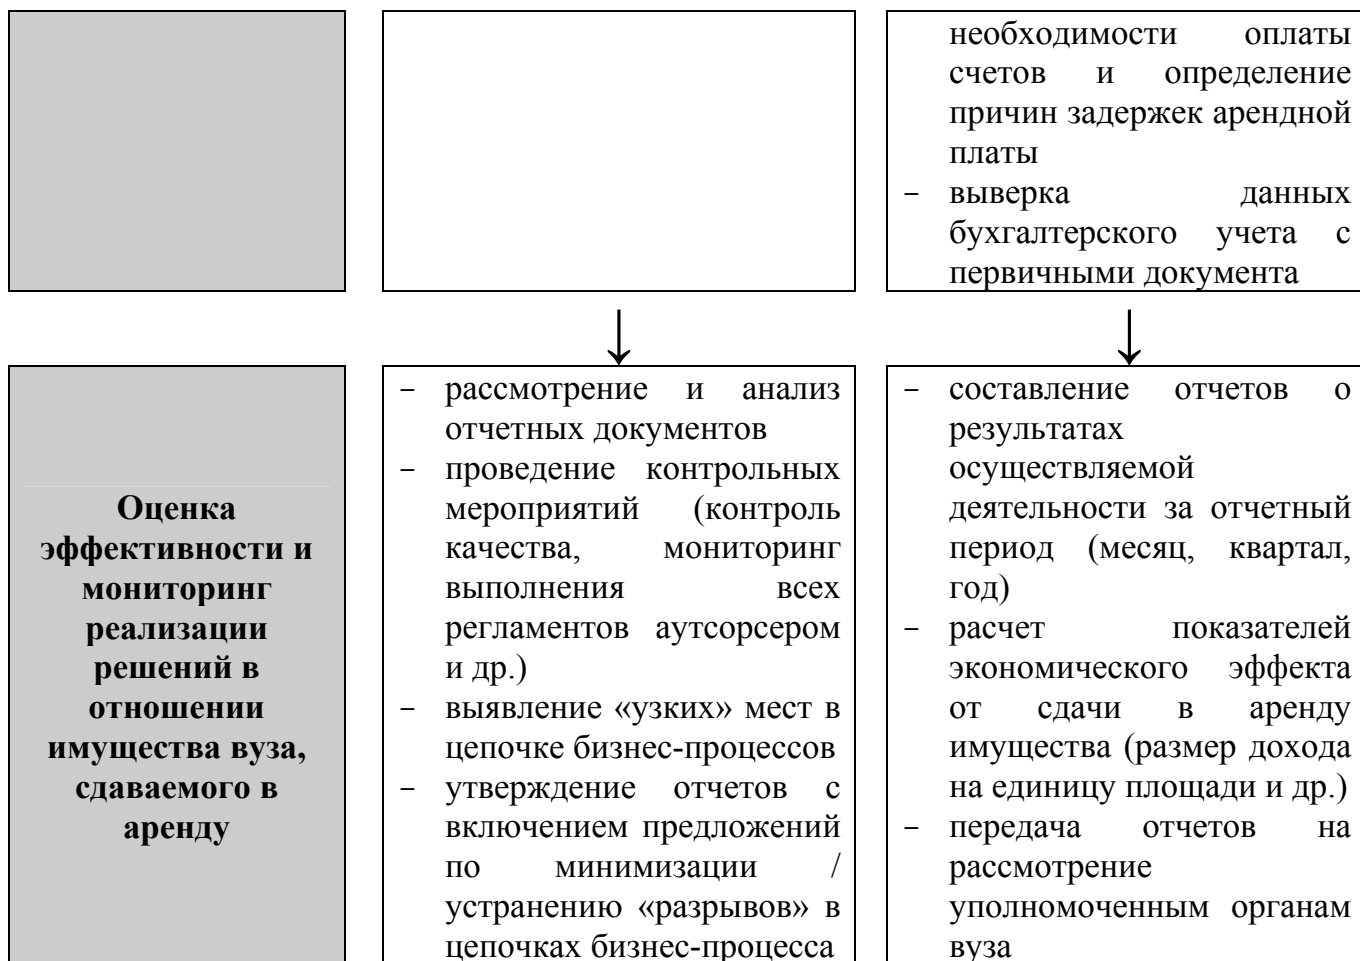 необходимости оплаты
счетов и определение
причин задержек арендной
платы
– выверка данных
бухгалтерского учета с
первичными документа
Оценка
эффективности и
мониторинг
реализации
решений в
отношении
имущества вуза,
сдаваемого в
аренду
– рассмотрение и анализ
отчетных документов
– проведение контрольных
мероприятий (контроль
качества, мониторинг
выполнения всех
регламентов аутсорсером
и др.)
– выявление «узких» мест в
цепочке бизнес-процессов
– утверждение отчетов с
включением предложений
по минимизации /
устранению «разрывов» в
цепочках бизнес-процесса
– составление отчетов о
результатах
осуществляемой
деятельности за отчетный
период (месяц, квартал,
год)
– расчет показателей
экономического эффекта
от сдачи в аренду
имущества (размер дохода
на единицу площади и др.)
– передача отчетов на
рассмотрение
уполномоченным органам
вуза